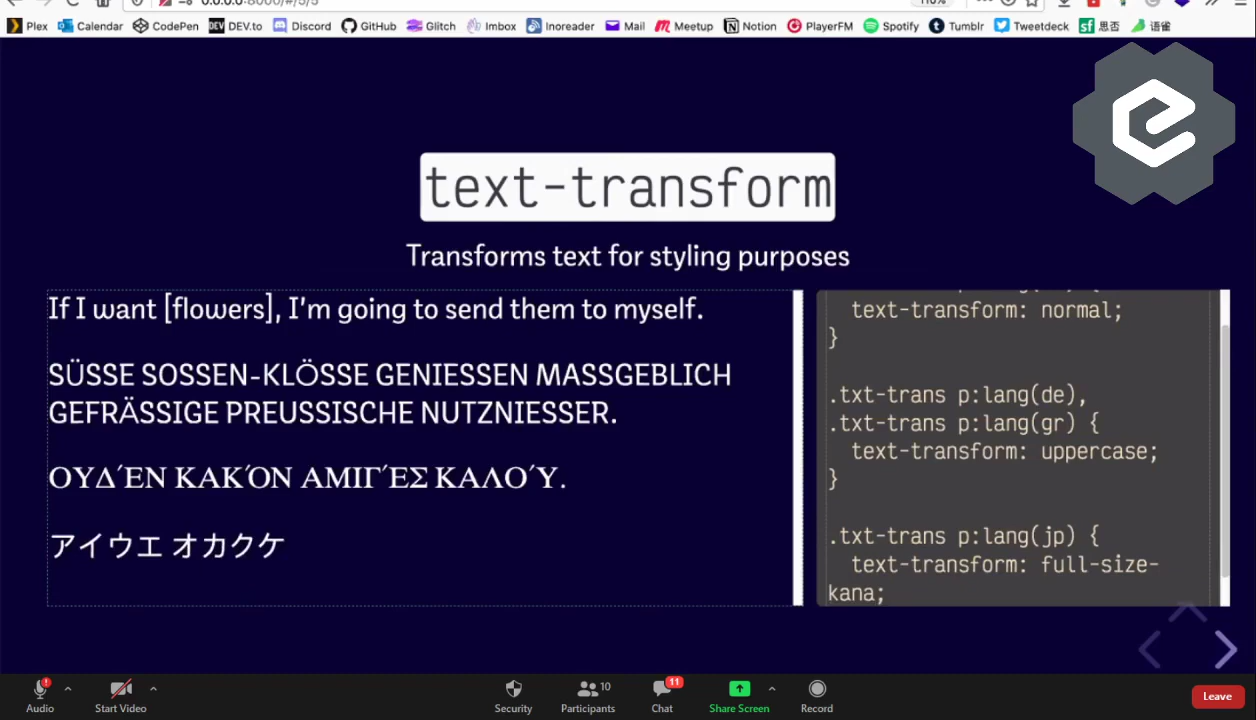 110%
Plex Calendar CodePen DEV.to Discord GitHub Glitch Imbox Inoreader Mail Meetup Notion PlayerFM Spotify Tumblr Tweetdeck 思否 语雀
text-transform
Transforms text for styling purposes
If I want [flowers], I'm going to send them to myself.
SÜSSE SOSSEN-KLÖSSE GENIESSEN MASSGEBLICH
GEFRÄSSIGE PREUSSISCHE NUTZNIESSER.
ΟΥΔΈΝ ΚΑΚΌΝ ΑΜΙΓΈΣ ΚΑΛΟΎ.
アイウエ オカクケ
text-transform: normal;
}
.txt-trans p:lang(de),
.txt-trans p:lang(gr) {
text-transform: uppercase;
}
.txt-trans p:lang(jp) {
text-transform: full-size-
kana;
Audio Start Video Security Participants 10 Chat 11 Share Screen Record Leave